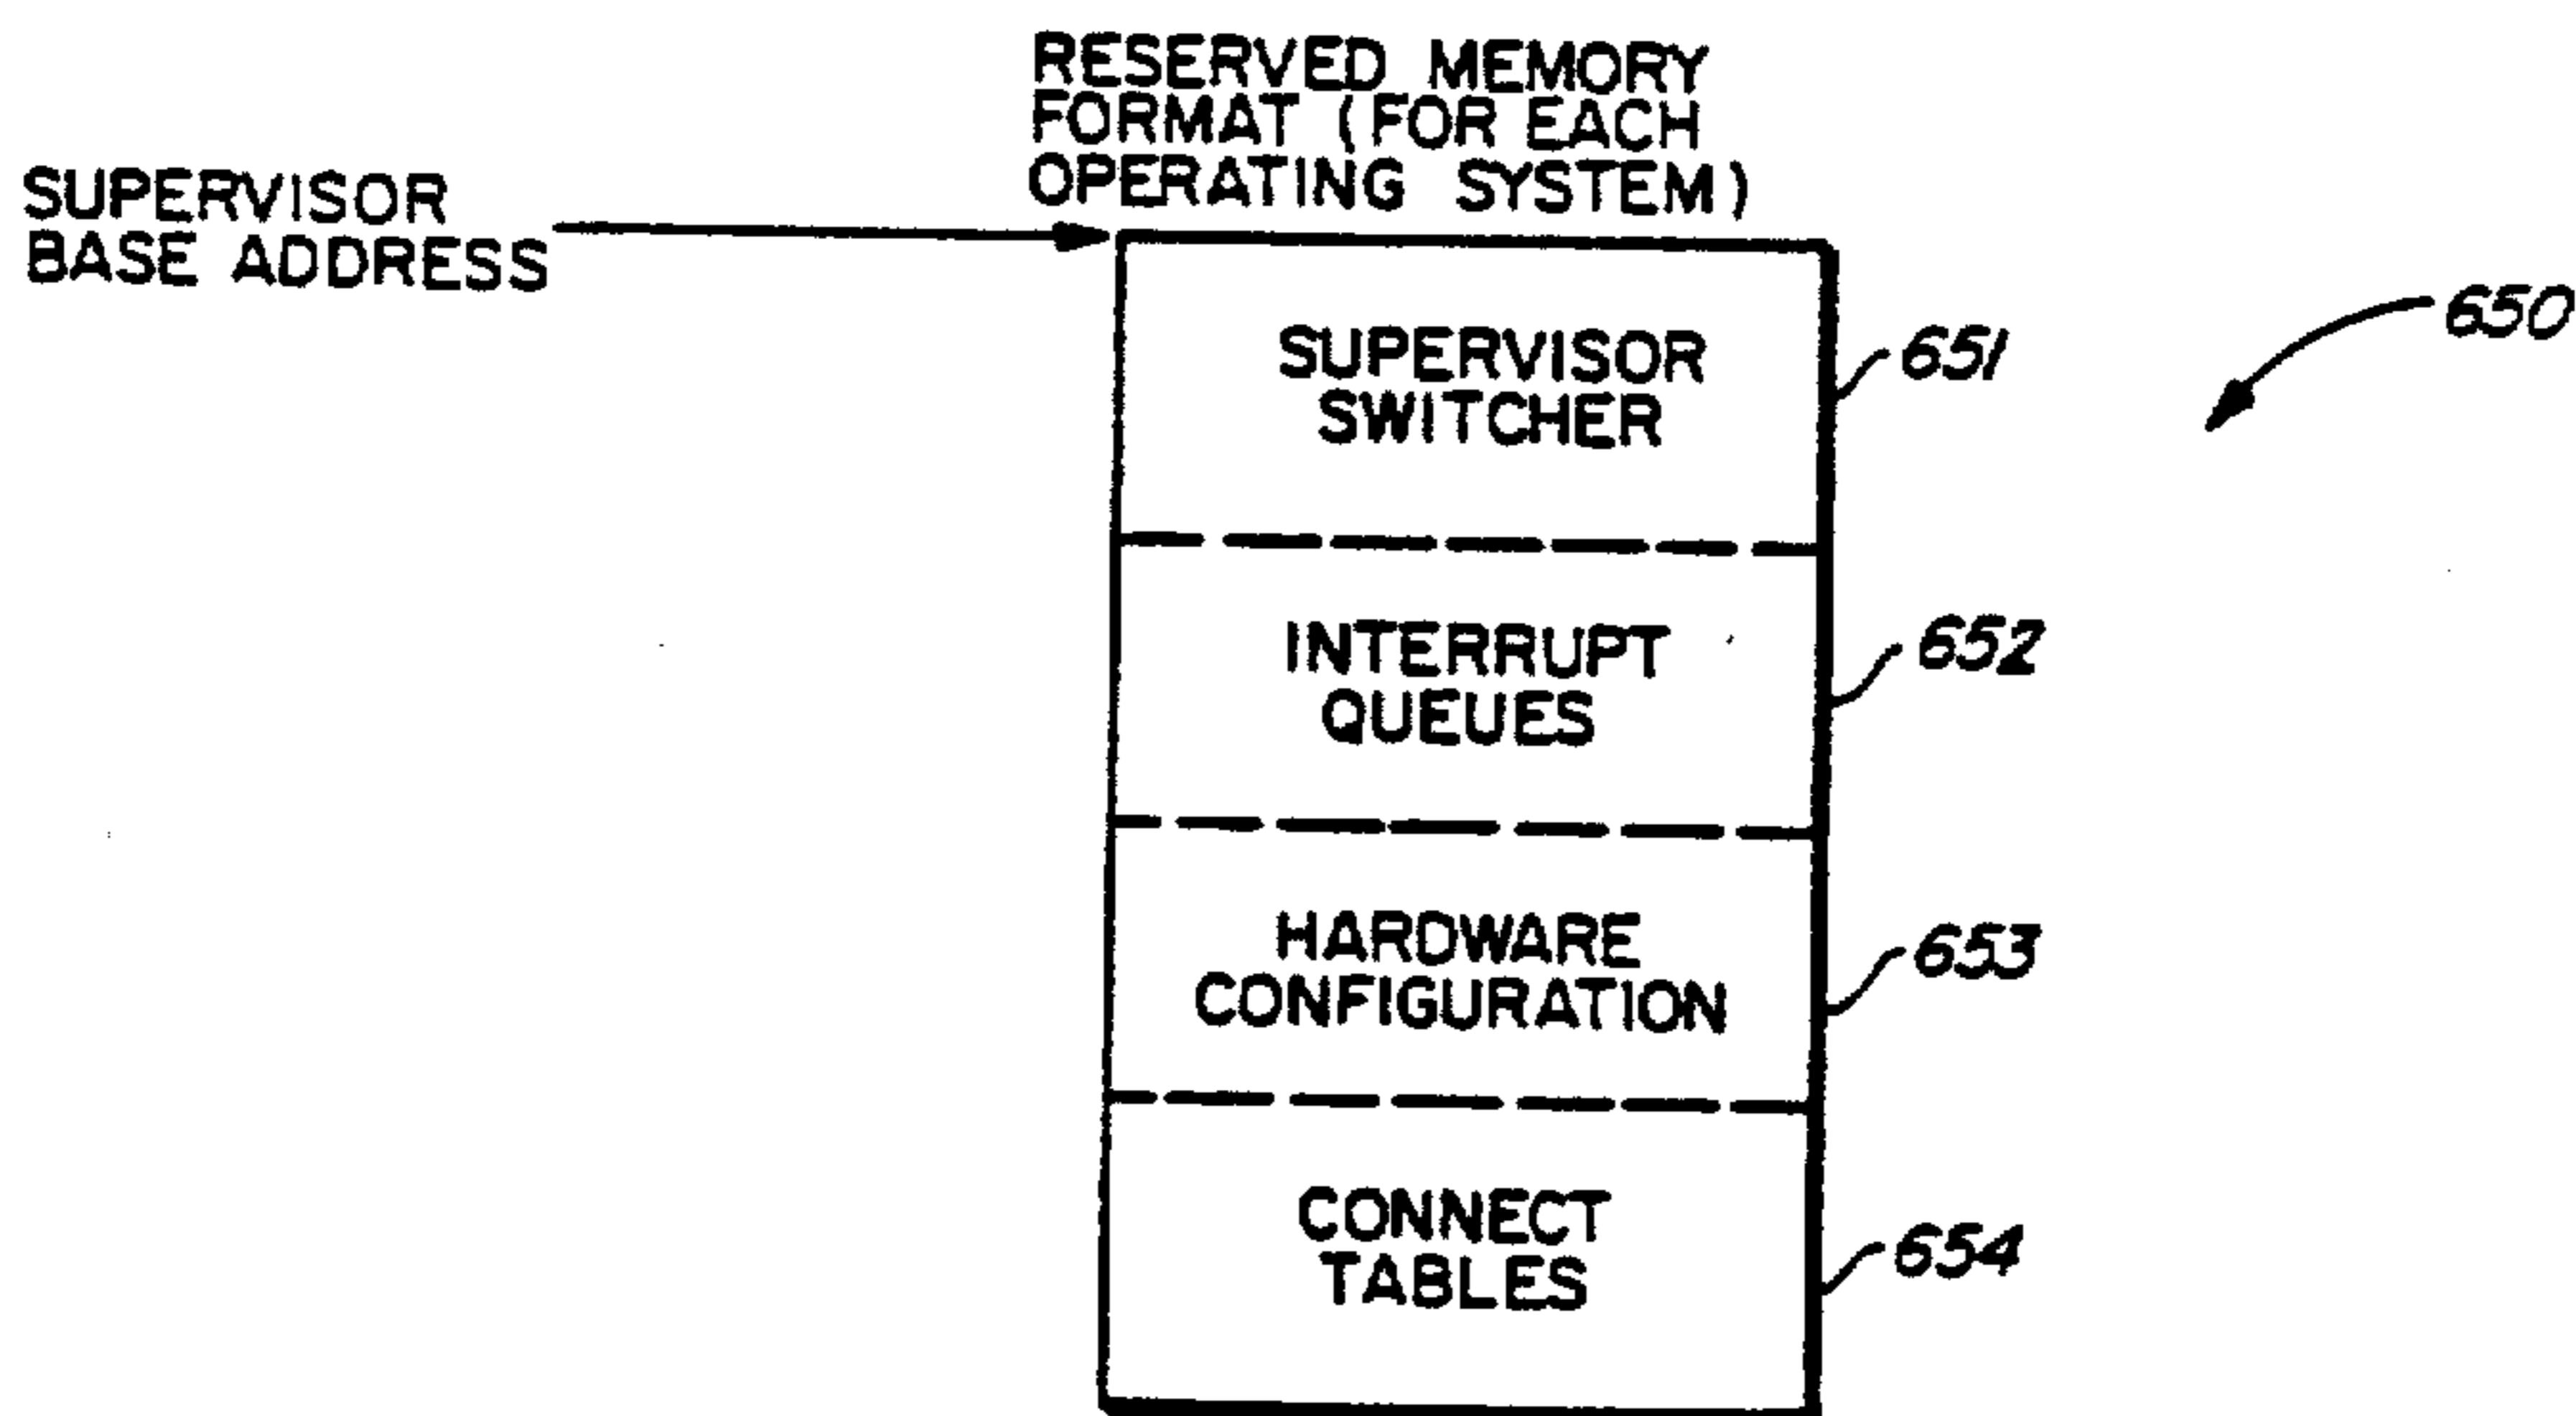 RESERVED MEMORY
FORMAT (FOR EACH
OPERATING SYSTEM)
SUPERVISOR
BASE ADDRESS
650
SUPERVISOR
SWITCHER
651
INTERRUPT
QUEUES
652
HARDWARE
CONFIGURATION
653
CONNECT
TABLES
654